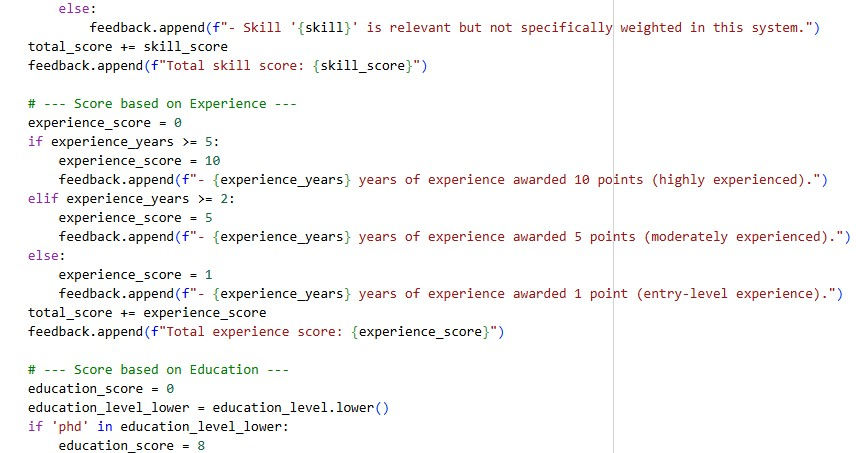 else:
feedback.append(f"- Skill '{skill}' is relevant but not specifically weighted in this system.")
total_score += skill_score
feedback.append(f"Total skill score: {skill_score}")
# --- Score based on Experience ---
experience_score = 0
if experience_years >= 5:
experience_score = 10
feedback.append(f"- {experience_years} years of experience awarded 10 points (highly experienced).")
elif experience_years >= 2:
experience_score = 5
feedback.append(f"- {experience_years} years of experience awarded 5 points (moderately experienced).")
else:
experience_score = 1
feedback.append(f"- {experience_years} years of experience awarded 1 point (entry-level experience).")
total_score += experience_score
feedback.append(f"Total experience score: {experience_score}")
# --- Score based on Education ---
education_score = 0
education_level_lower = education_level.lower()
if 'phd' in education_level_lower:
education_score = 8